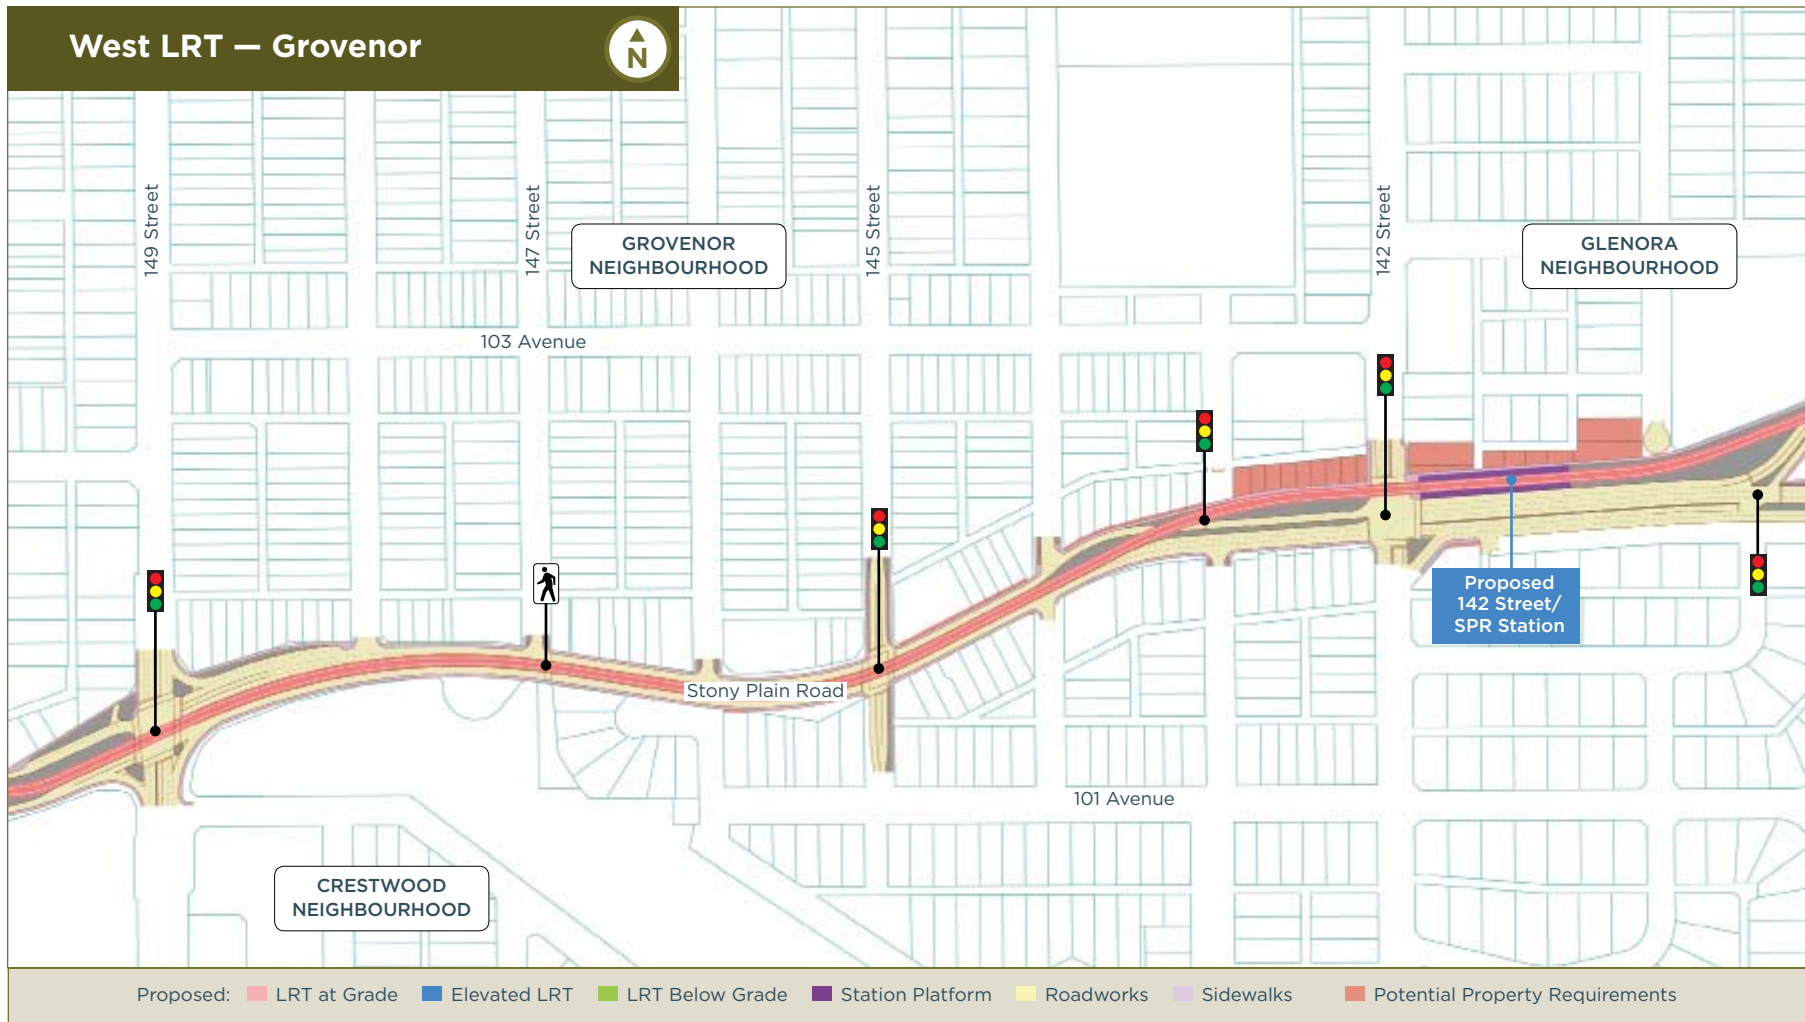 West LRT — Grovenor
N
149 Street
147 Street
145 Street
142 Street
GROVENOR
NEIGHBOURHOOD
GLENORA
NEIGHBOURHOOD
103 Avenue
Proposed
142 Street/
SPR Station
Stony Plain Road
101 Avenue
CRESTWOOD
NEIGHBOURHOOD
Proposed: LRT at Grade Elevated LRT LRT Below Grade Station Platform Roadworks Sidewalks Potential Property Requirements